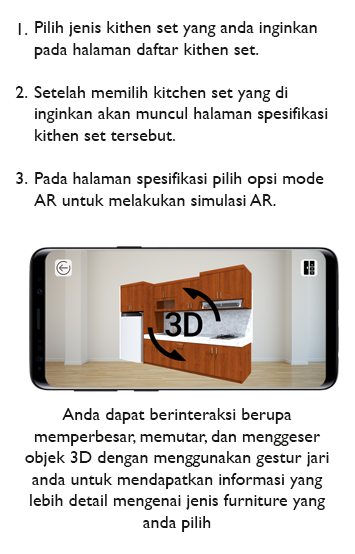 1. Pilih jenis kithen set yang anda inginkan
pada halaman daftar kithen set.
2. Setelah memilih kitchen set yang di
inginkan akan muncul halaman spesifikasi
kithen set tersebut.
3. Pada halaman spesifikasi pilih opsi mode
AR untuk melakukan simulasi AR.
3D
Anda dapat berinteraksi berupa
memperbesar, memutar, dan menggeser
objek 3D dengan menggunakan gestur jari
anda untuk mendapatkan informasi yang
lebih detail mengenai jenis furniture yang
anda pilih